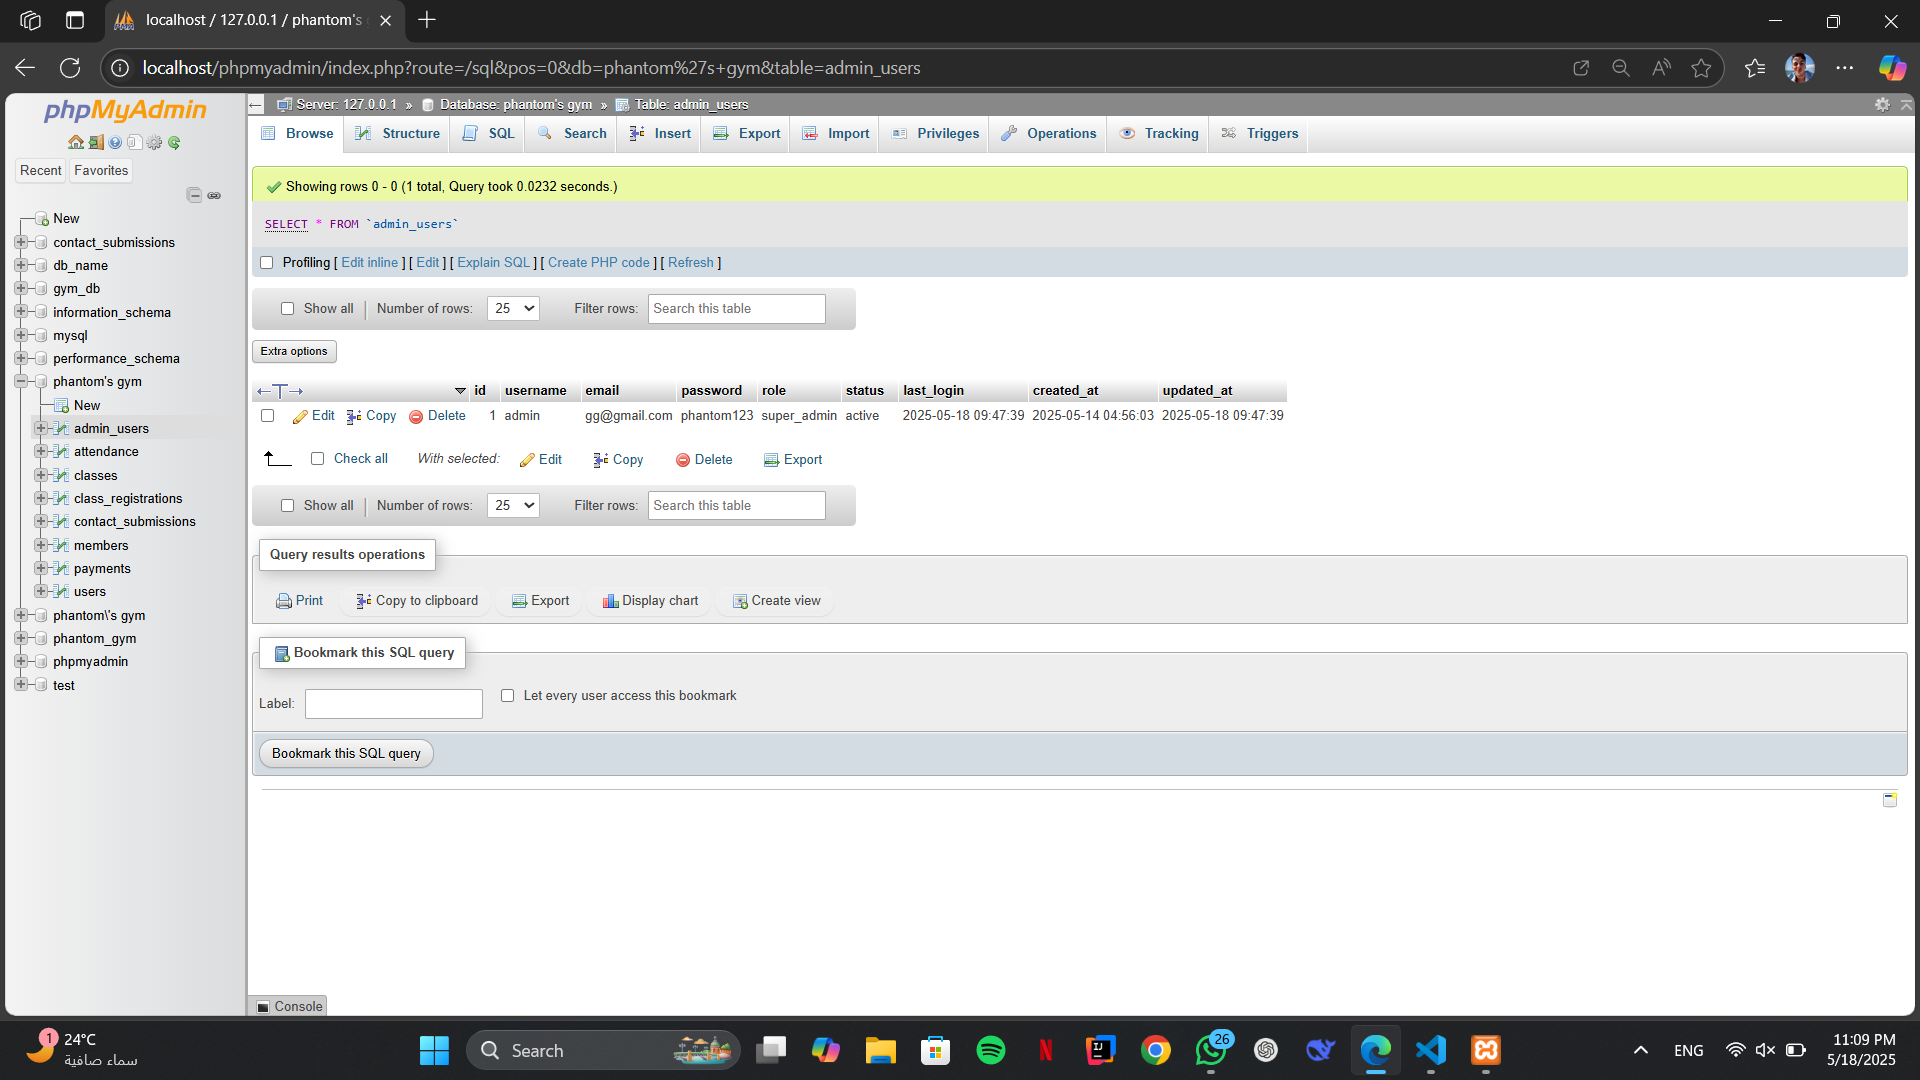 localhost / 127.0.0.1 / phantom's
localhost/phpmyadmin/index.php?route=/sql&pos=0&db=phantom%27s+gym&table=admin_users
phpMyAdmin
Recent Favorites
New
contact_submissions
db_name
gym_db
information_schema
mysql
performance_schema
phantom's gym
New
admin_users
attendance
classes
class_registrations
contact_submissions
members
payments
users
phantom\'s gym
phantom_gym
phpmyadmin
test
Server: 127.0.0.1 » Database: phantom's gym » Table: admin_users
Browse Structure SQL Search Insert Export Import Privileges Operations Tracking Triggers
Showing rows 0 - 0 (1 total, Query took 0.0232 seconds.)
SELECT * FROM `admin_users`
Profiling [ Edit inline ] [ Edit ] [ Explain SQL ] [ Create PHP code ] [ Refresh ]
Show all Number of rows: 25 Filter rows: Search this table
Extra options
id username email password role status last_login created_at updated_at
Edit Copy Delete 1 admin gg@gmail.com phantom123 super_admin active 2025-05-18 09:47:39 2025-05-14 04:56:03 2025-05-18 09:47:39
Check all With selected: Edit Copy Delete Export
Show all Number of rows: 25 Filter rows: Search this table
Query results operations
Print Copy to clipboard Export Display chart Create view
Bookmark this SQL query
Label: Let every user access this bookmark
Bookmark this SQL query
Console
1 24°C
سماء صافية
Search
26
ENG
11:09 PM
5/18/2025